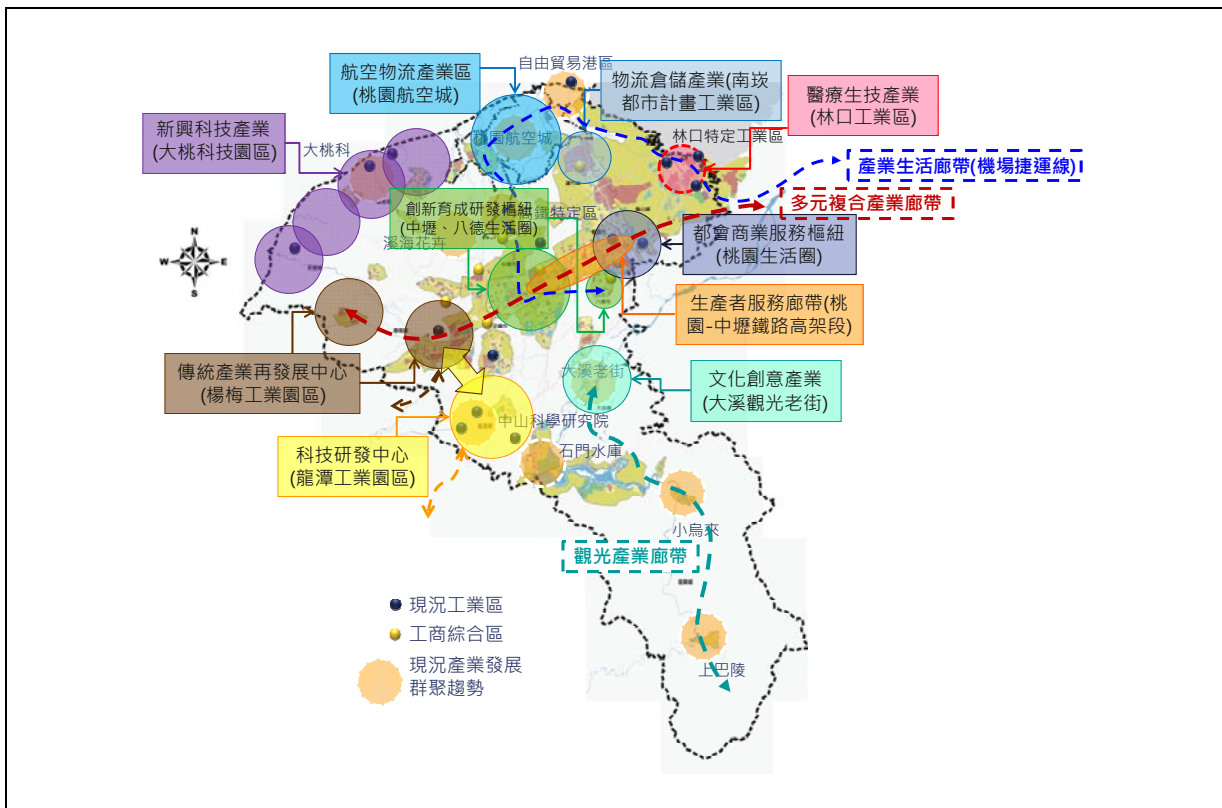 自由貿易港區
航空物流產業區
(桃園航空城)
物流倉儲產業(南崁
都市計畫工業區)
醫療生技產業
(林口工業區)
新興科技產業
(大桃科技園區)
大桃科
桃園航空城
林口特定工業區
產業生活廊帶(機場捷運線)
多元複合產業廊帶
創新育成研發樞紐
(中壢、八德生活圈)
高鐵特定區
溪海花卉
都會商業服務樞紐
(桃園生活圈)
N
W
E
S
生產者服務廊帶(桃
園-中壢鐵路高架段)
傳統產業再發展中心
(楊梅工業園區)
大溪老街
文化創意產業
(大溪觀光老街)
中山科學研究院
科技研發中心
(龍潭工業園區)
石門水庫
小烏來
觀光產業廊帶
現況工業區
工商綜合區
現況產業發展
群聚趨勢
上巴陵